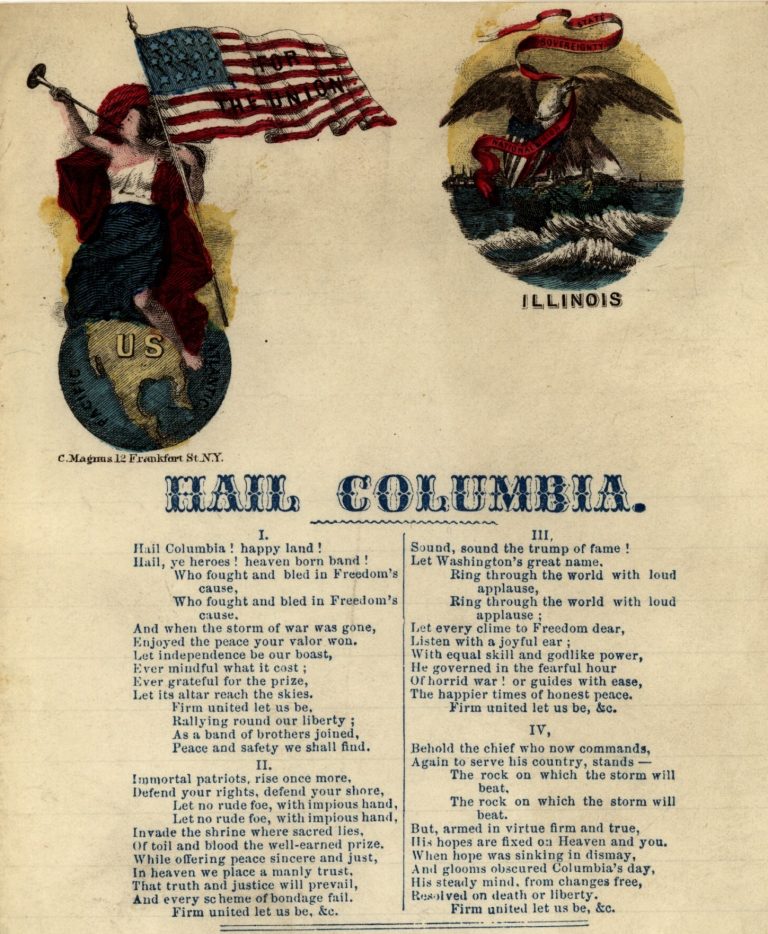 FOR
THE UNION
STATE
SOVEREIGNTY
NATIONAL UNION
ILLINOIS
US
PACIFIC
ATLANTIC
C. Magnus 12 Frankfort St. N.Y.
HAIL COLUMBIA.
I.
Hail Columbia ! happy land !
Hail, ye heroes ! heaven born band !
Who fought and bled in Freedom's
cause,
Who fought and bled in Freedom's
cause,
And when the storm of war was gone,
Enjoyed the peace your valor won.
Let independence be our boast,
Ever mindful what it cost ;
Ever grateful for the prize,
Let its altar reach the skies.
Firm united let us be,
Rallying round our liberty ;
As a band of brothers joined,
Peace and safety we shall find.
II.
Immortal patriots, rise once more,
Defend your rights, defend your shore,
Let no rude foe, with impious hand,
Let no rude foe, with impious hand,
Invade the shrine where sacred lies,
Of toil and blood the well-earned prize.
While offering peace sincere and just,
In heaven we place a manly trust,
That truth and justice will prevail,
And every scheme of bondage fail.
Firm united let us be, &c.
III,
Sound, sound the trump of fame !
Let Washington's great name,
Ring through the world with loud
applause,
Ring through the world with loud
applause ;
Let every clime to Freedom dear,
Listen with a joyful ear ;
With equal skill and godlike power,
He governed in the fearful hour
Of horrid war ! or guides with ease,
The happier times of honest peace.
Firm united let us be, &c.
IV,
Behold the chief who now commands,
Again to serve his country, stands —
The rock on which the storm will
beat,
The rock on which the storm will
beat.
But, armed in virtue firm and true,
His hopes are fixed on Heaven and you.
When hope was sinking in dismay,
And glooms obscured Columbia's day,
His steady mind, from changes free,
Resolved on death or liberty.
Firm united let us be, &c.